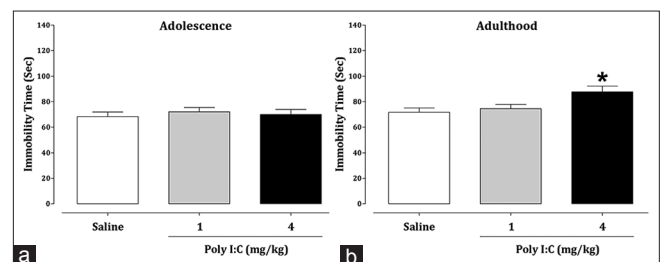 Adolescence
Immobility Time (Sec)
140
120
100
80
60
40
20
0
Saline
1
4
Poly I:C (mg/kg)
a
Adulthood
Immobility Time (Sec)
140
120
100
80
60
40
20
0
*
Saline
1
4
Poly I:C (mg/kg)
b